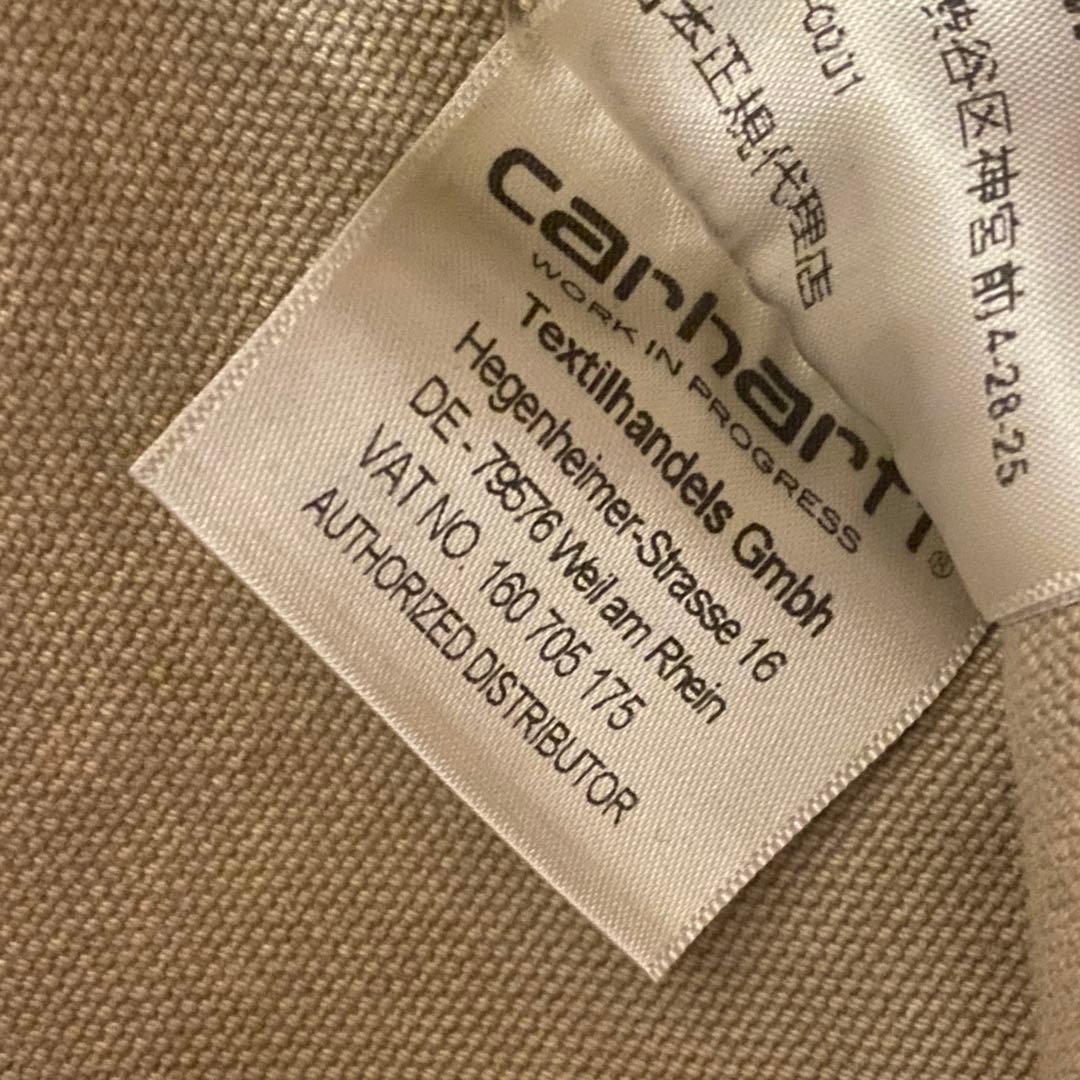 carhartt
WORK IN PROGRESS
Textilhandels Gmbh
Hegenheimer-Strasse 16
DE - 79576 Weil am Rhein
VAT NO. 160 705 175
AUTHORIZED DISTRIBUTOR
本正規代理店
-0011
渋谷区神宮前4-28-25